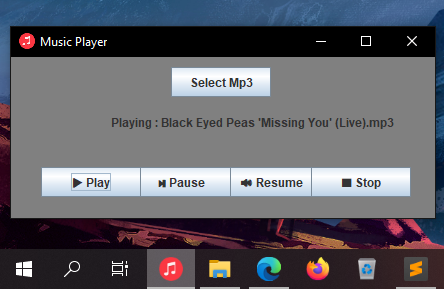 Music Player
Select Mp3
Playing : Black Eyed Peas 'Missing You' (Live).mp3
Play Pause Resume Stop